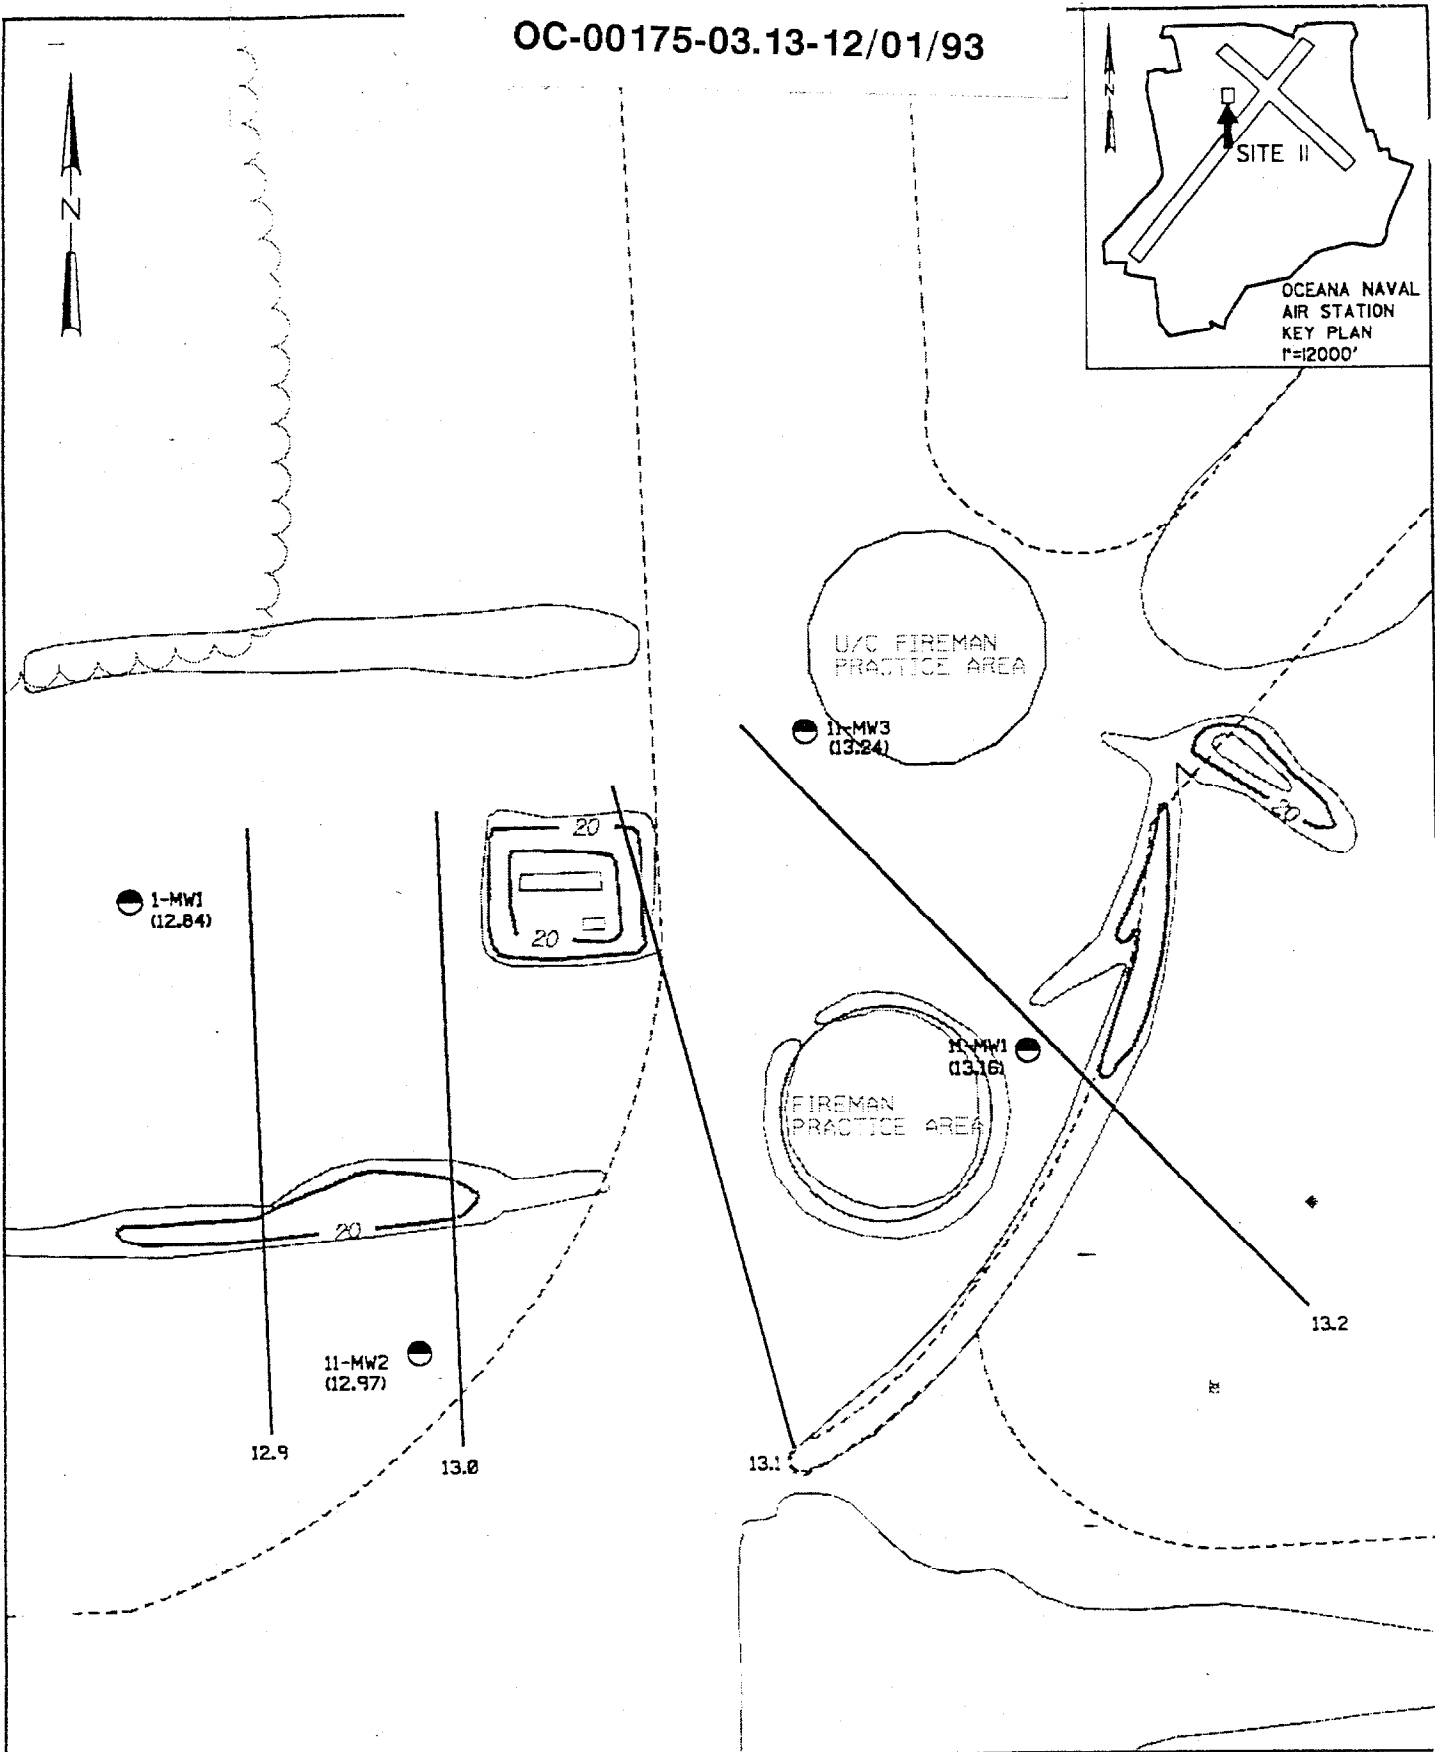 OC-00175-03.13-12/01/93
N
N
SITE II
OCEANA NAVAL
AIR STATION
KEY PLAN
1"=12000'
U/C FIREMAN
PRACTICE AREA
11-MW3
(13.24)
20
20
1-MW1
(12.84)
20
11-MW1
(13.16)
FIREMAN
PRACTICE AREA
20
13.2
11-MW2
(12.97)
12.9
13.0
13.1